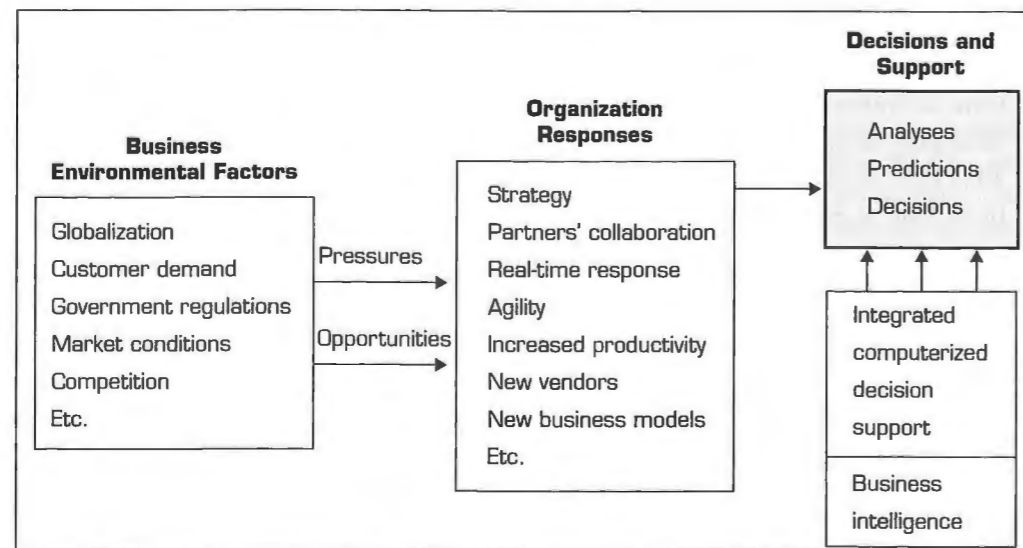 Business
Environmental Factors
Globalization
Customer demand
Government regulations
Market conditions
Competition
Etc.
Pressures
Opportunities
Organization
Responses
Strategy
Partners' collaboration
Real-time response
Agility
Increased productivity
New vendors
New business models
Etc.
Decisions and
Support
Analyses
Predictions
Decisions
Integrated
computerized
decision
support
Business
intelligence